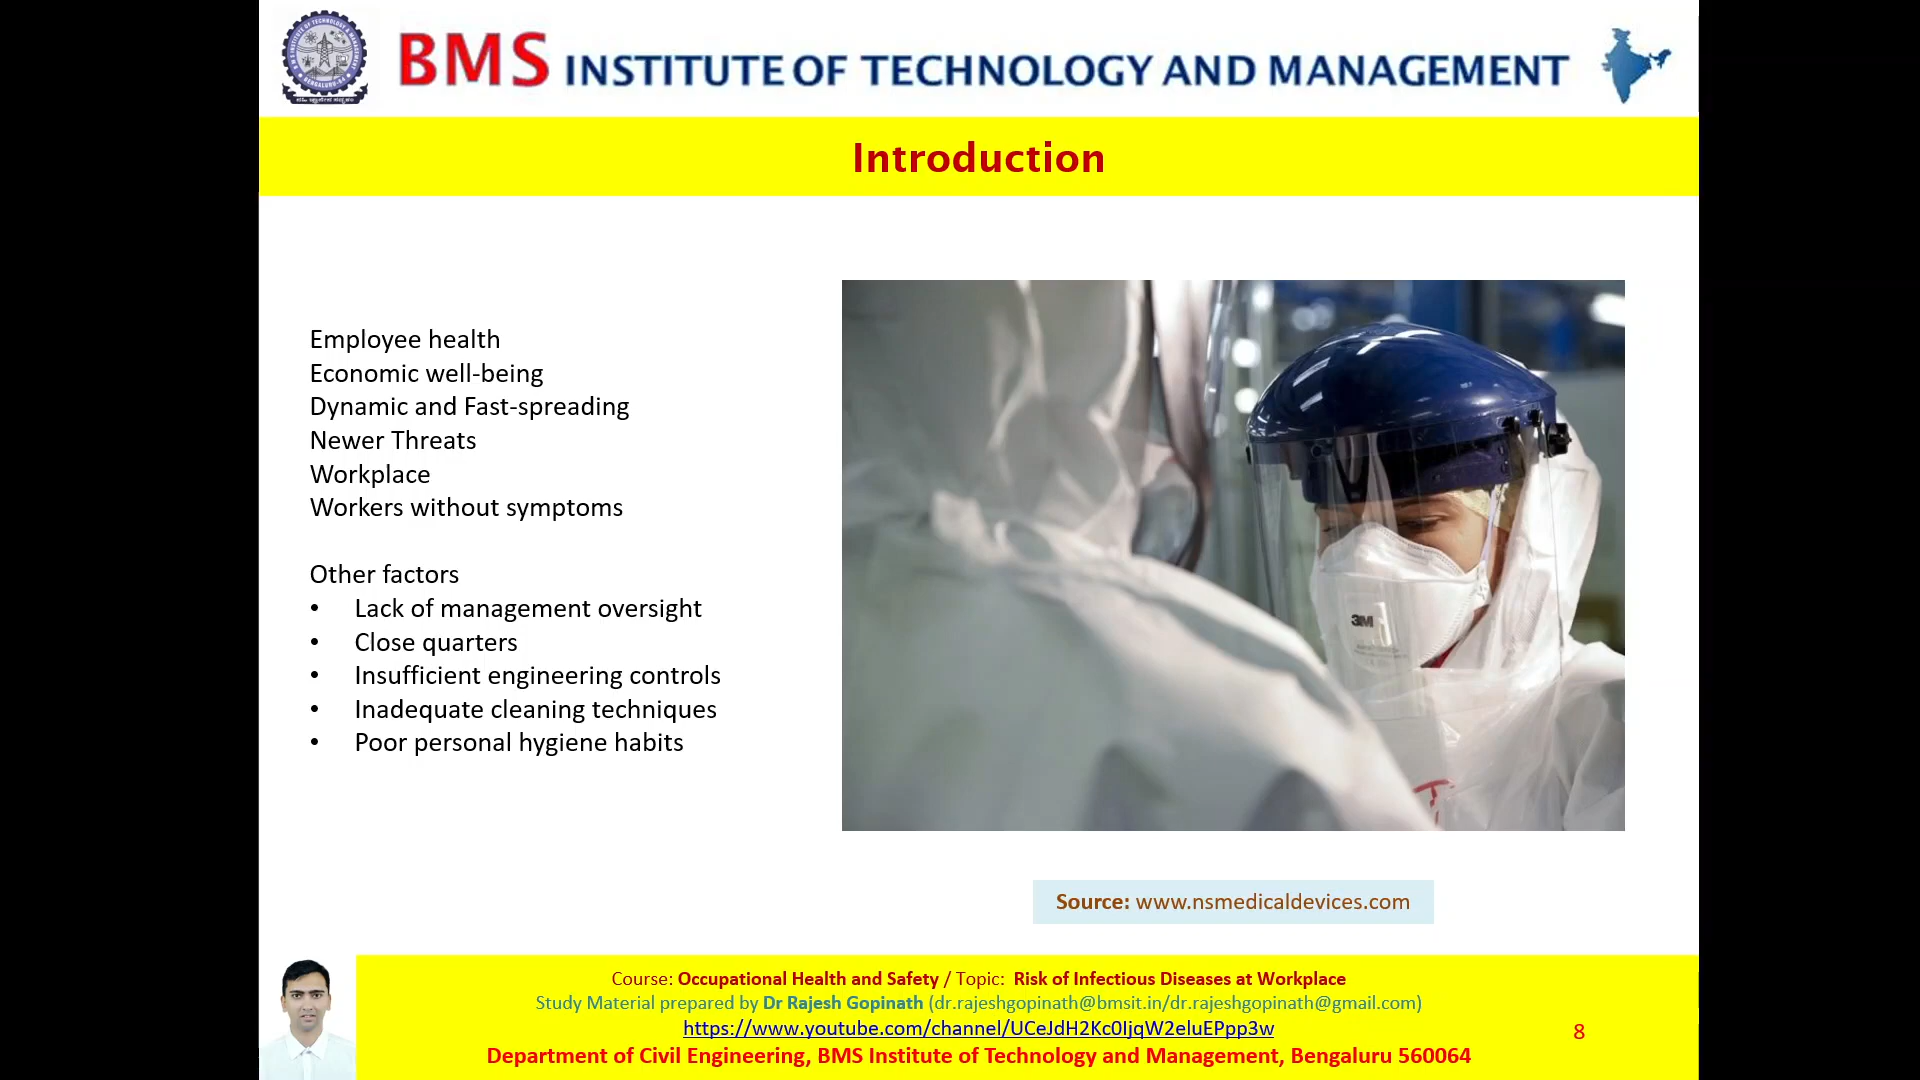 BMS INSTITUTE OF TECHNOLOGY AND MANAGEMENT
Introduction
Employee health
Economic well-being
Dynamic and Fast-spreading
Newer Threats
Workplace
Workers without symptoms
Other factors
• Lack of management oversight
• Close quarters
• Insufficient engineering controls
• Inadequate cleaning techniques
• Poor personal hygiene habits
3M
Source: www.nsmedicaldevices.com
Course: Occupational Health and Safety / Topic: Risk of Infectious Diseases at Workplace
Study Material prepared by Dr Rajesh Gopinath (dr.rajeshgopinath@bmsit.in/dr.rajeshgopinath@gmail.com)
https://www.youtube.com/channel/UCeJdH2Kc0IjqW2eluEPpp3w
8
Department of Civil Engineering, BMS Institute of Technology and Management, Bengaluru 560064